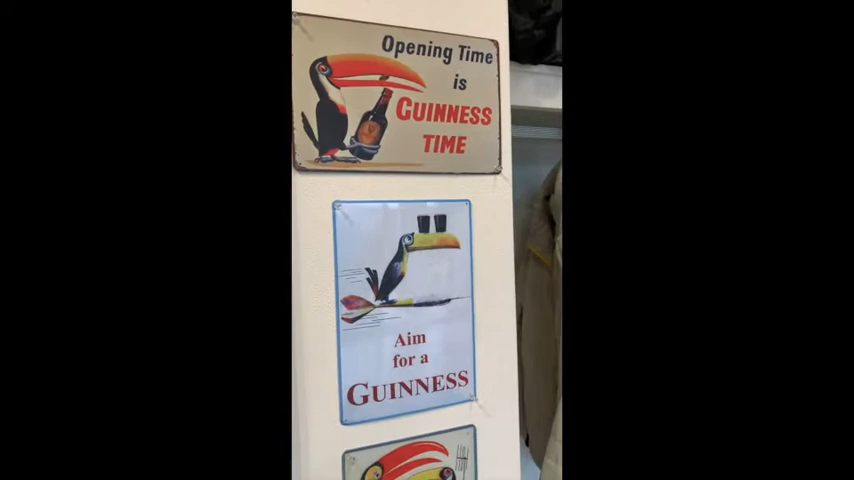 Opening Time
is
GUINNESS
TIME
Aim
for a
GUINNESS